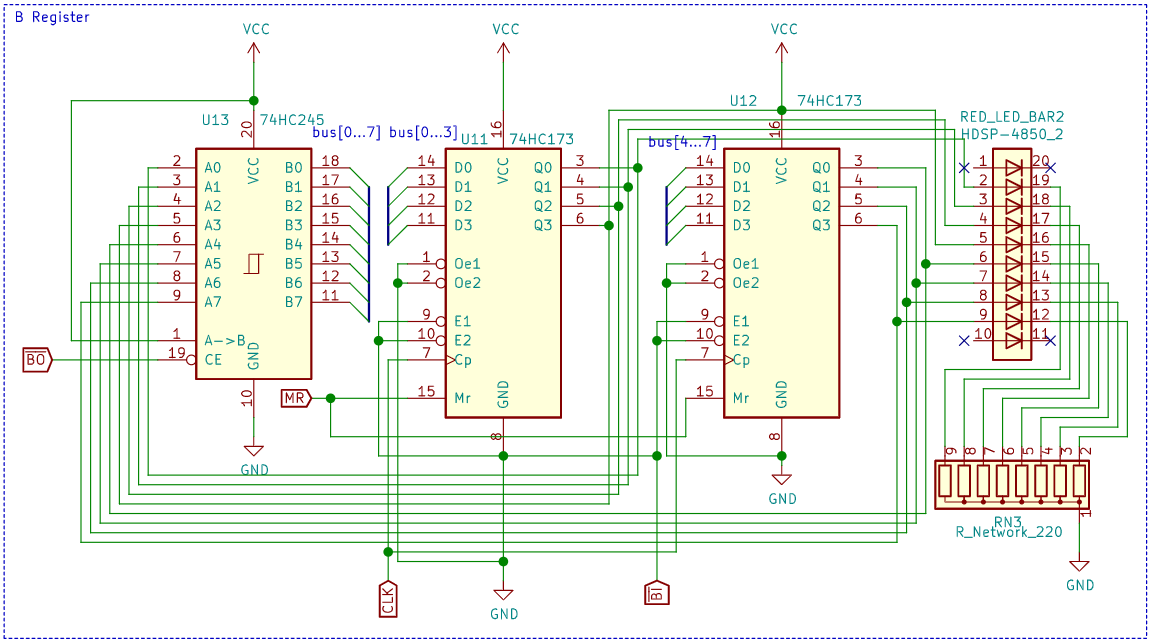 B Register
VCC
VCC
VCC
U13
74HC245
20
VCC
2
A0
3
A1
4
A2
5
A3
6
A4
7
A5
8
A6
9
A7
1
A->B
19
CE
B0
18
B1
17
B2
16
B3
15
B4
14
B5
13
B6
12
B7
11
GND
10
GND
BO
MR
bus[0...7]
bus[0...3]
U11
74HC173
16
VCC
14
D0
13
D1
12
D2
11
D3
1
Oe1
2
Oe2
9
E1
10
E2
7
Cp
15
Mr
Q0
3
Q1
4
Q2
5
Q3
6
GND
8
GND
CLK
bus[4...7]
U12
74HC173
16
VCC
14
D0
13
D1
12
D2
11
D3
1
Oe1
2
Oe2
9
E1
10
E2
7
Cp
15
Mr
Q0
3
Q1
4
Q2
5
Q3
6
GND
8
GND
BI
RED_LED_BAR2
HDSP-4850_2
1
20
2
19
3
18
4
17
5
16
6
15
7
14
8
13
9
12
10
11
9
8
7
6
5
4
3
2
1
RN3
R_Network_220
GND